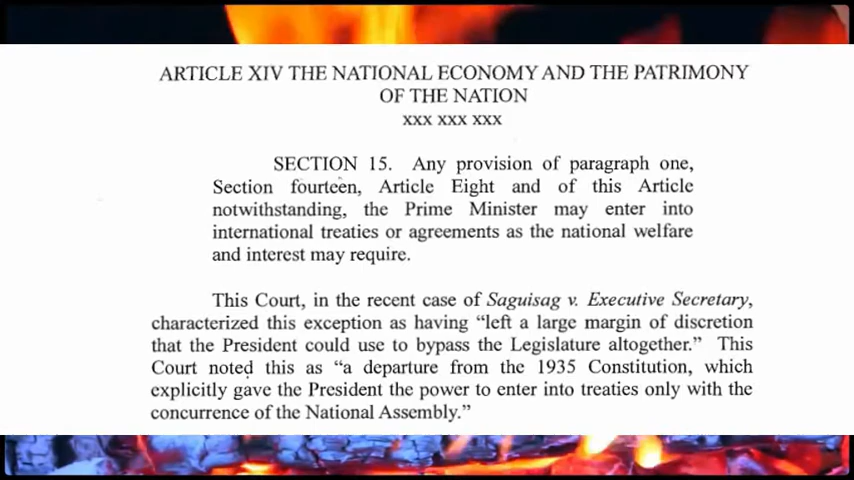 ARTICLE XIV THE NATIONAL ECONOMY AND THE PATRIMONY
OF THE NATION
xxx xxx xxx
SECTION 15. Any provision of paragraph one,
Section fourteen, Article Eight and of this Article
notwithstanding, the Prime Minister may enter into
international treaties or agreements as the national welfare
and interest may require.
This Court, in the recent case of Saguisag v. Executive Secretary,
characterized this exception as having “left a large margin of discretion
that the President could use to bypass the Legislature altogether.” This
Court noted this as “a departure from the 1935 Constitution, which
explicitly gave the President the power to enter into treaties only with the
concurrence of the National Assembly.”